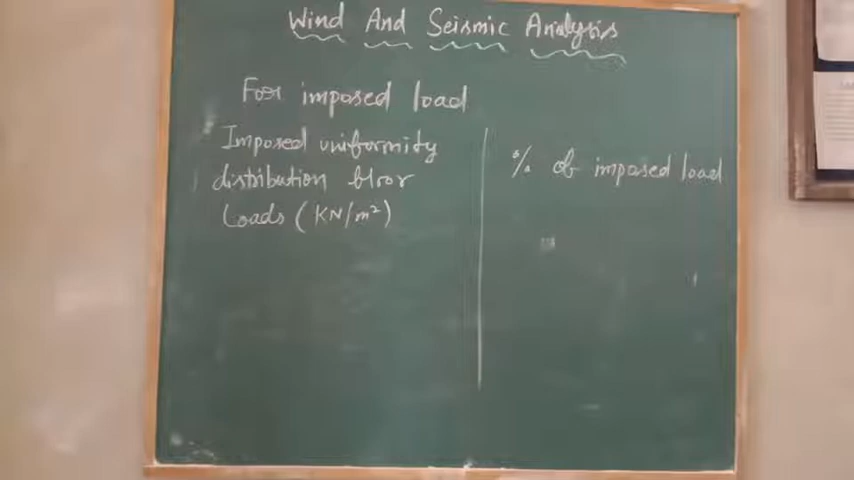 Wind And Seismic Analysis
For imposed load
Imposed uniformity
distribution floor
Loads (KN/m²)
% of imposed load